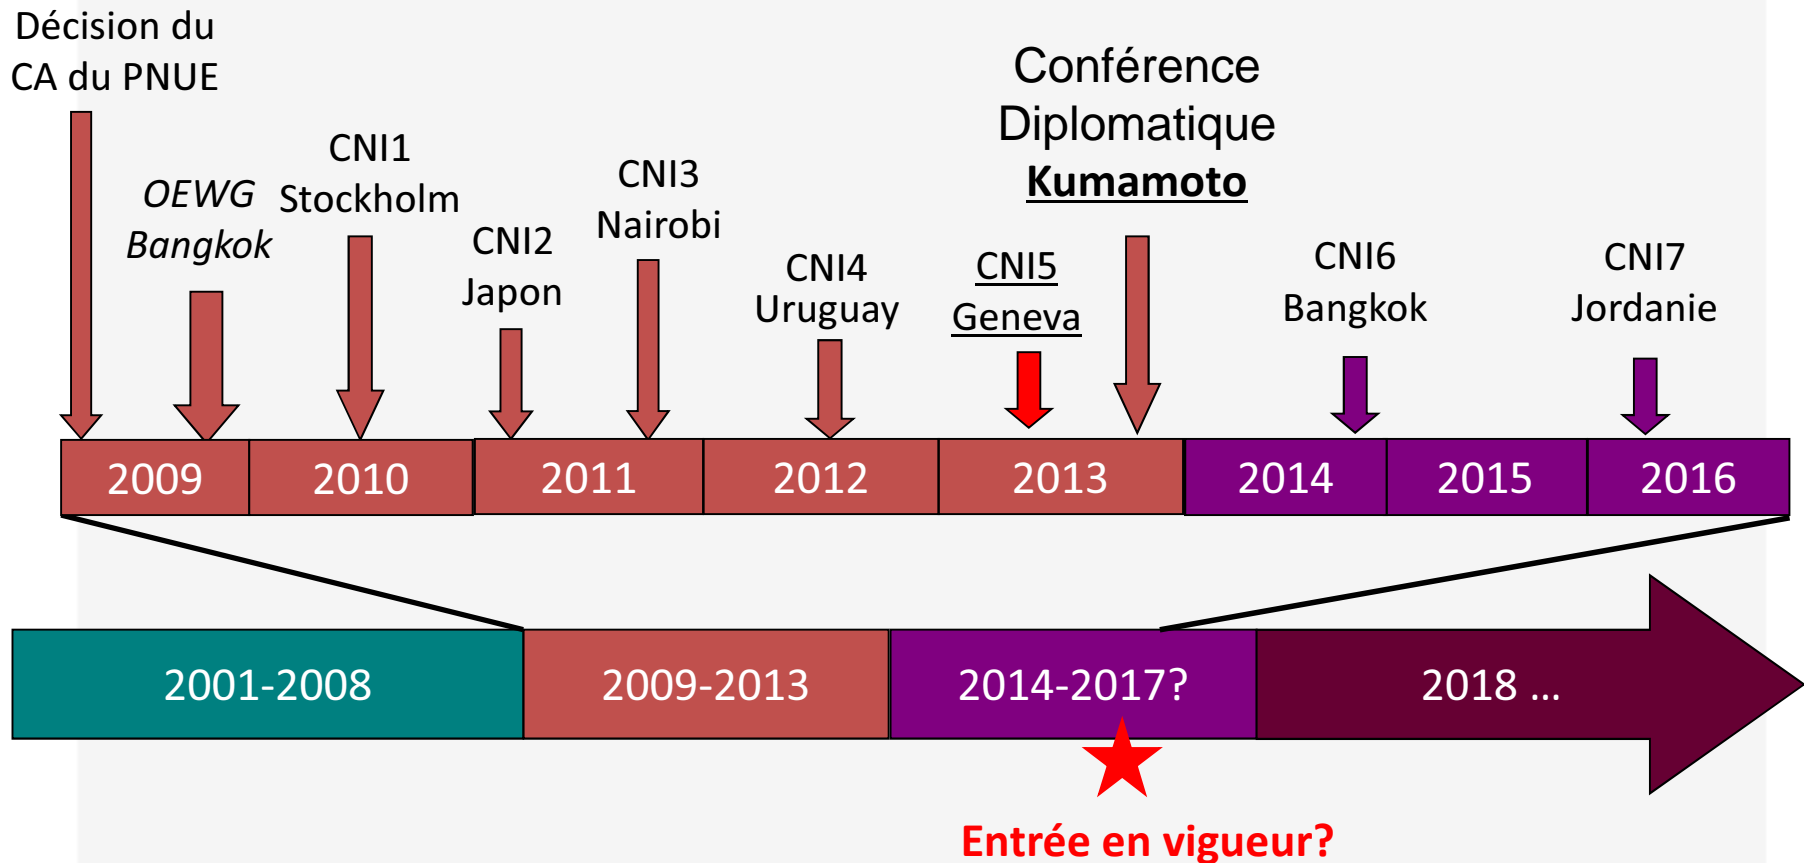 Décision du
CA du PNUE
OEWG
Bangkok
CNI1
Stockholm
CNI2
Japon
CNI3
Nairobi
CNI4
Uruguay
CNI5
Geneva
Conférence
Diplomatique
Kumamoto
CNI6
Bangkok
CNI7
Jordanie
2009
2010
2011
2012
2013
2014
2015
2016
2001-2008
2009-2013
2014-2017?
2018 ...
Entrée en vigueur?